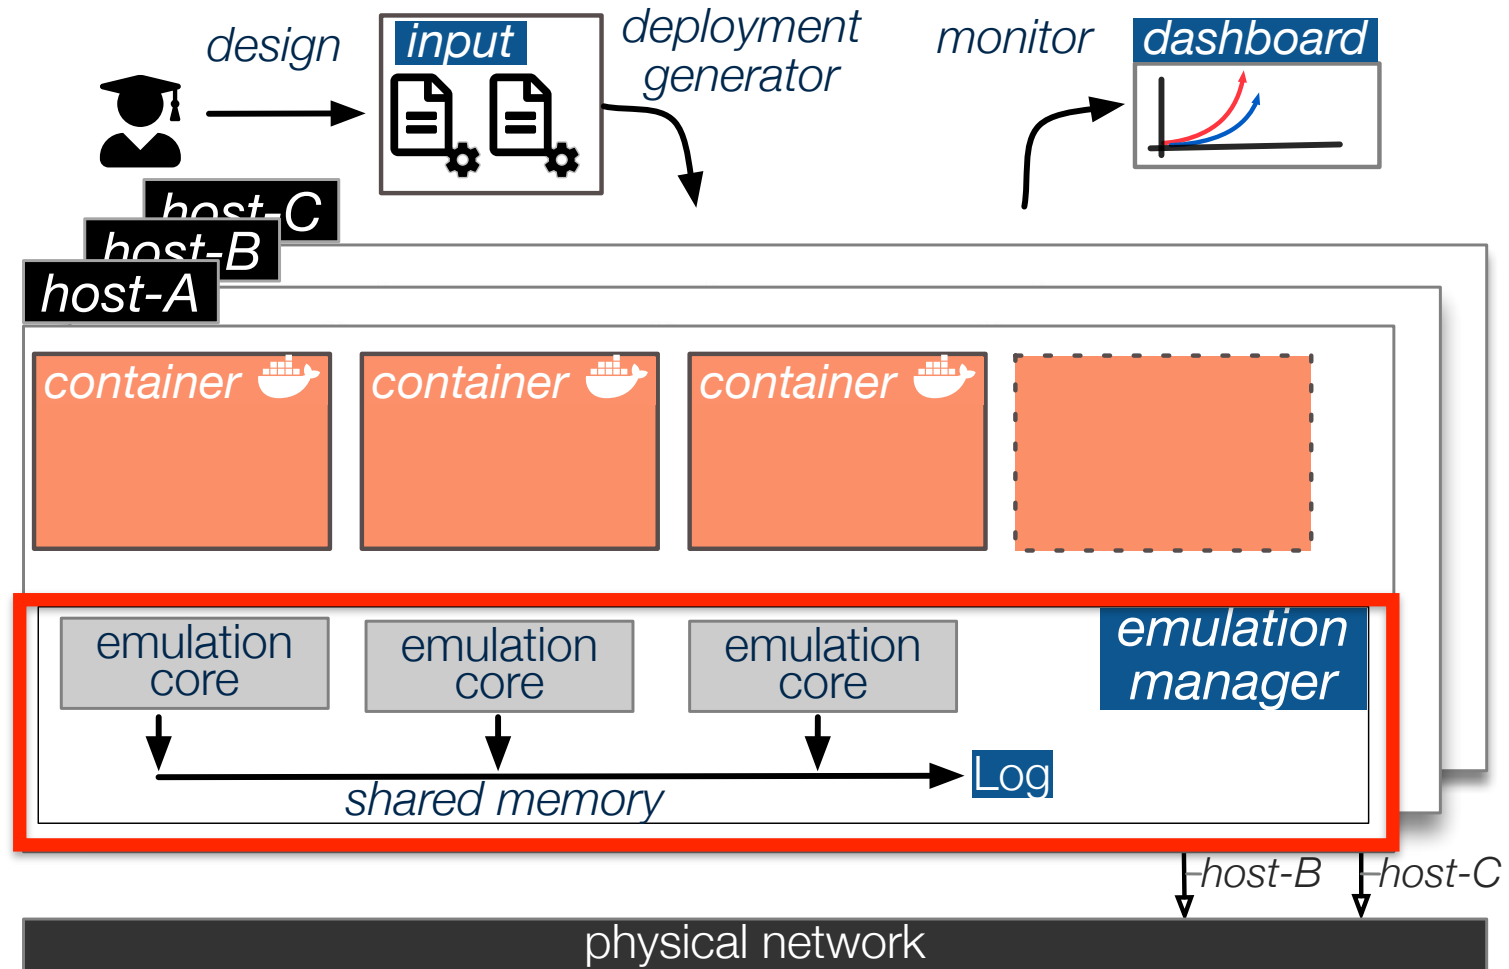 design
input
deployment
generator
monitor
dashboard
host-C
host-B
host-A
container
container
container
emulation
core
emulation
core
emulation
core
emulation
manager
Log
shared memory
host-B
host-C
physical network